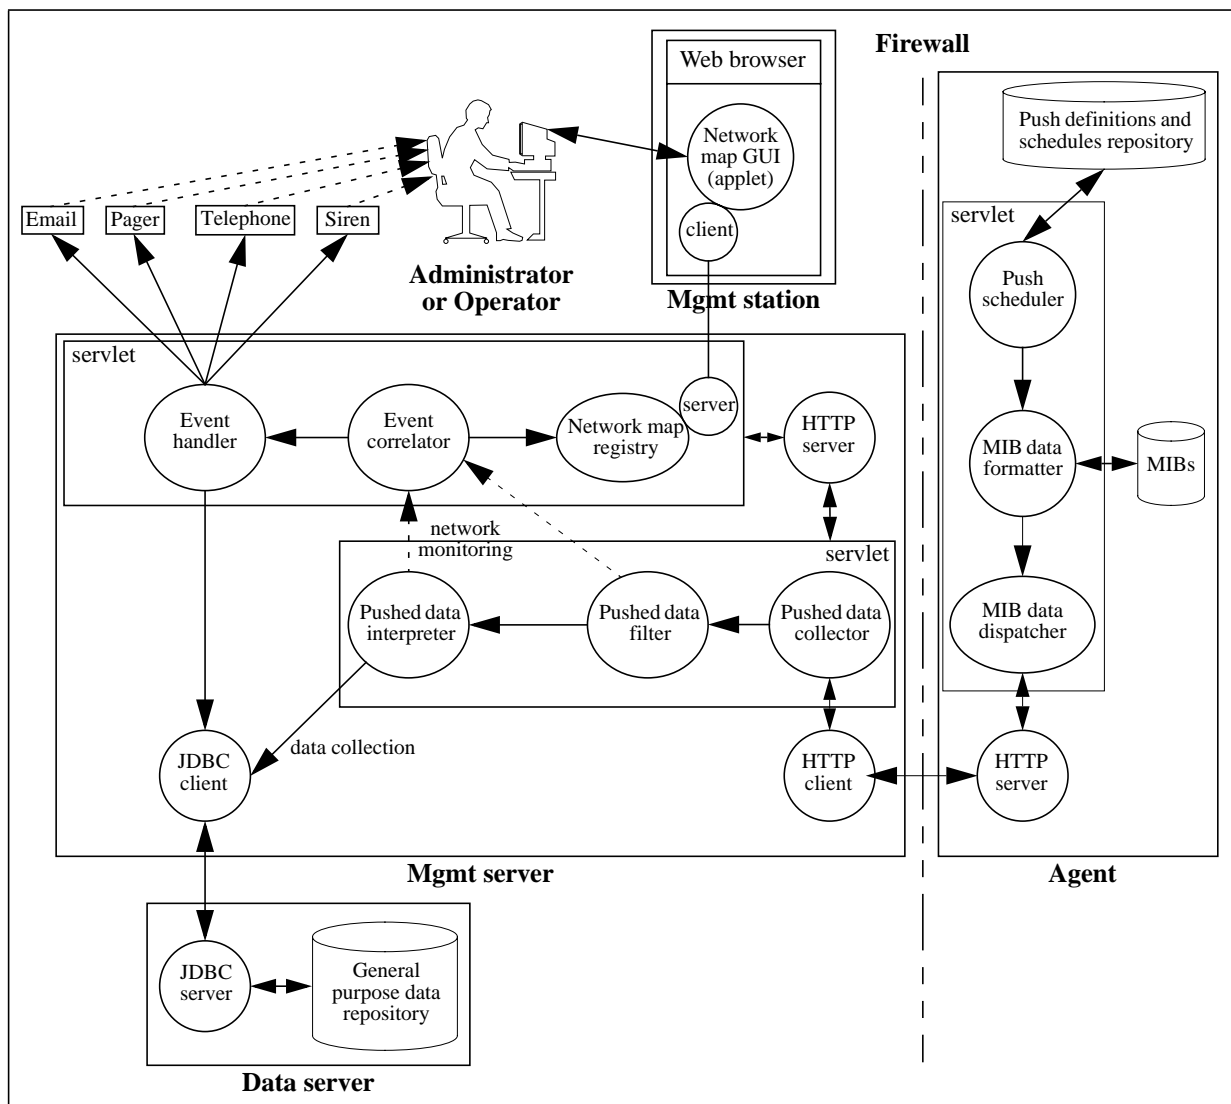 Firewall
Web browser
Network
map GUI
(applet)
client
Mgmt station
Push definitions and
schedules repository
servlet
Push
scheduler
MIB data
formatter
MIBs
MIB data
dispatcher
HTTP
server
Agent
Email
Pager
Telephone
Siren
Administrator
or Operator
servlet
Event
handler
Event
correlator
Network map
registry
server
HTTP
server
network
monitoring
servlet
Pushed data
interpreter
Pushed data
filter
Pushed data
collector
data collection
JDBC
client
HTTP
client
Mgmt server
JDBC
server
General
purpose data
repository
Data server